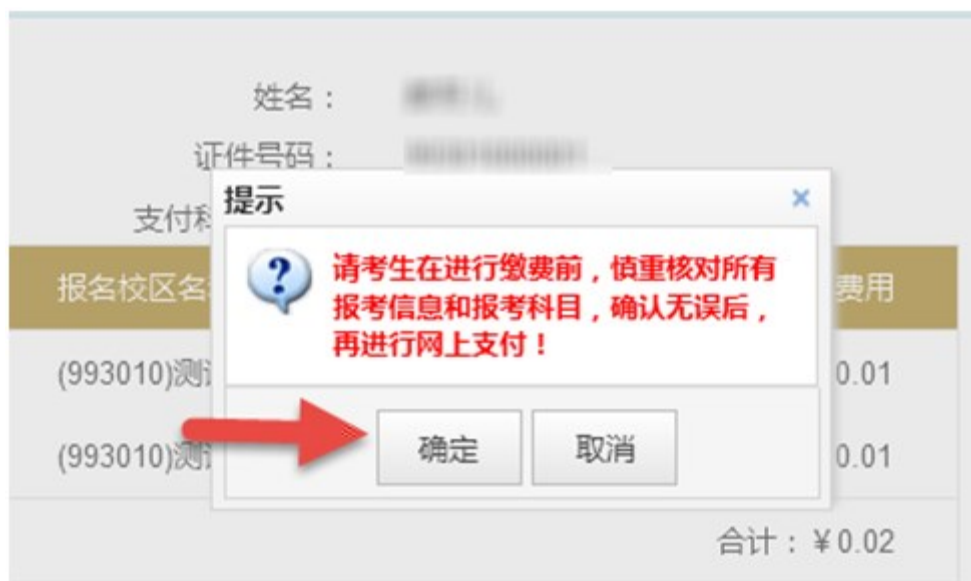 姓名：
证件号码：
支付科
提示
×
报名校区名
费用
请考生在进行缴费前，慎重核对所有
报考信息和报考科目，确认无误后，
再进行网上支付！
(993010)测
0.01
确定
取消
(993010)测
0.01
合计：￥0.02